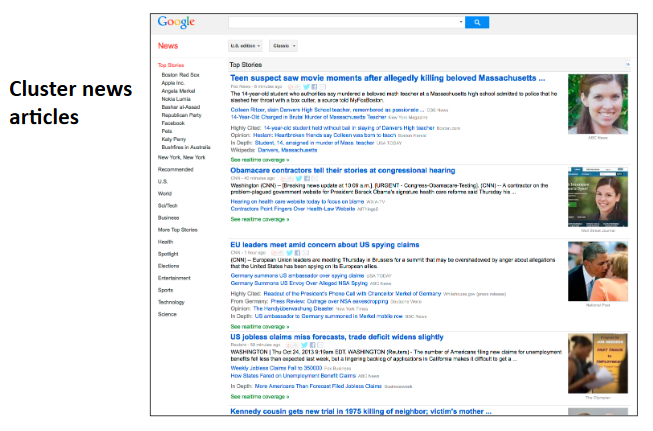 Cluster news
articles
Google
News
U.S. edition
Classic
Top Stories
Boston Red Sox
Apple Inc.
Angela Merkel
Nokia Lumia
Bashar al-Assad
Republican Party
Facebook
Pets
Katy Perry
Bushfires in Australia
New York, New York
Recommended
U.S.
World
Sci/Tech
Business
More Top Stories
Health
Spotlight
Elections
Entertainment
Sports
Technology
Science
Top Stories
Teen suspect saw movie moments after allegedly killing beloved Massachusetts ...
Fox News - 8 minutes ago
The 14-year-old student who authorities say murdered a beloved math teacher at a Massachusetts high school admitted to police that he
slashed her throat with a box cutter, a source told MyFoxBoston.
Colleen Ritzer, slain Danvers High School teacher, remembered as passionate ... CBS News
14-Year-Old Charged in Brutal Murder of Massachusetts Teacher New York Magazine
Highly Cited: 14-year-old student held without bail in slaying of Danvers High teacher Boston.com
Opinion: Heslam: Heartbroken friends say Colleen was born to teach Boston Herald
In Depth: Student, 14, arraigned in murder of Mass. teacher USA TODAY
Wikipedia: Danvers, Massachusetts
See realtime coverage »
ABC News
Obamacare contractors tell their stories at congressional hearing
CNN - 40 minutes ago
Washington (CNN) -- [Breaking news update at 10:08 a.m.] [URGENT - Congress-Obamacare-Testing]. (CNN) -- A contractor on the
problem-plagued government website for President Barack Obama's signature health care reforms said Thursday his ...
Hearing on health care website today to focus on blame WGN-TV
Contractors Point Fingers Over Health-Law Website AllThingsD
See realtime coverage »
Wall Street Journal
EU leaders meet amid concern about US spying claims
CNN - 1 hour ago
(CNN) -- European Union leaders are meeting Thursday in Brussels for a summit that may be overshadowed by anger about allegations
that the United States has been spying on its European allies.
Germany summons US ambassador over spying claims USA TODAY
Germany Summons US Envoy Over Alleged NSA Spying ABC News
Highly Cited: Readout of the President's Phone Call with Chancellor Merkel of Germany Whitehouse.gov (press release)
From Germany: Press Review: Outrage over NSA eavesdropping Deutsche Welle
Opinion: The Handyüberwachung Disaster New York Times
In Depth: US ambassador to Germany summoned in Merkel mobile row BBC News
See realtime coverage »
National Post
US jobless claims miss forecasts, trade deficit widens slightly
Reuters - 58 minutes ago
WASHINGTON | Thu Oct 24, 2013 9:19am EDT. WASHINGTON (Reuters) - The number of Americans filing new claims for unemployment
benefits fell less than expected last week, but a lingering backlog of applications in California makes it difficult to get a ...
Weekly Jobless Claims Fall to 350000 Fox Business
How States Fared on Unemployment Benefit Claims ABC News
In Depth: More Americans Than Forecast Filed Jobless Claims Businessweek
See realtime coverage »
The Olympian
Kennedy cousin gets new trial in 1975 killing of neighbor; victim's mother ...